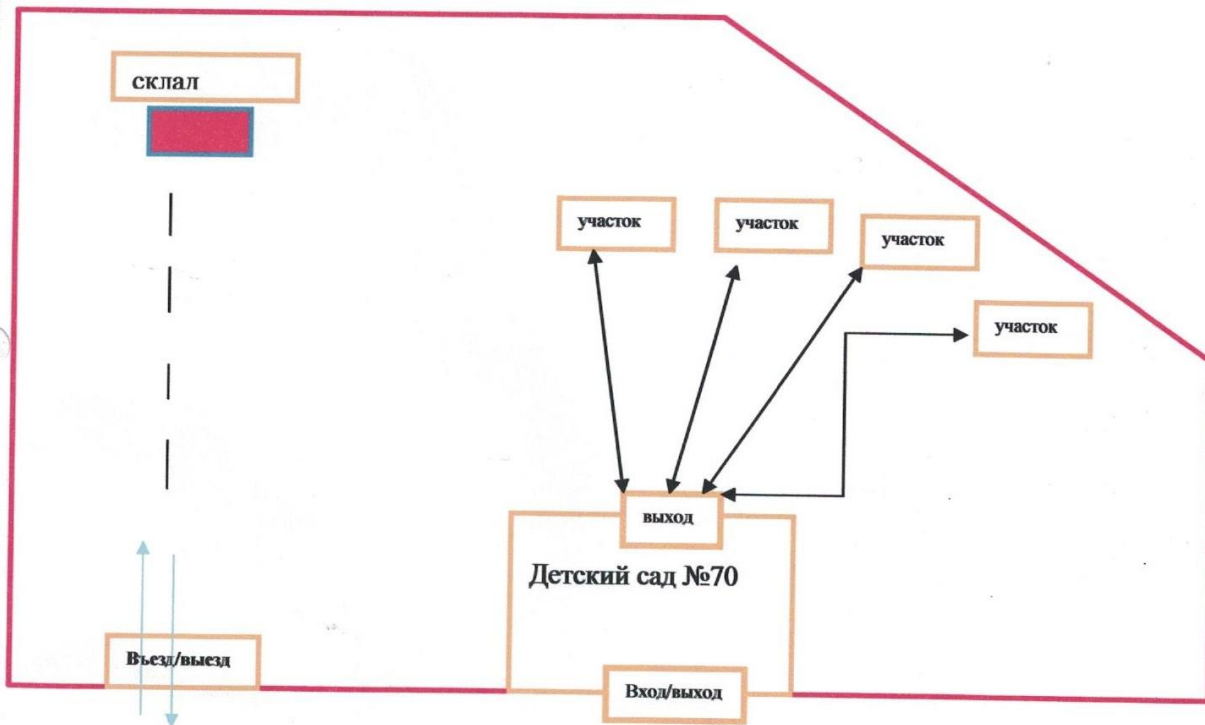 склал
участок
участок
участок
участок
выход
Детский сад №70
Въезд/выезд
Вход/выход